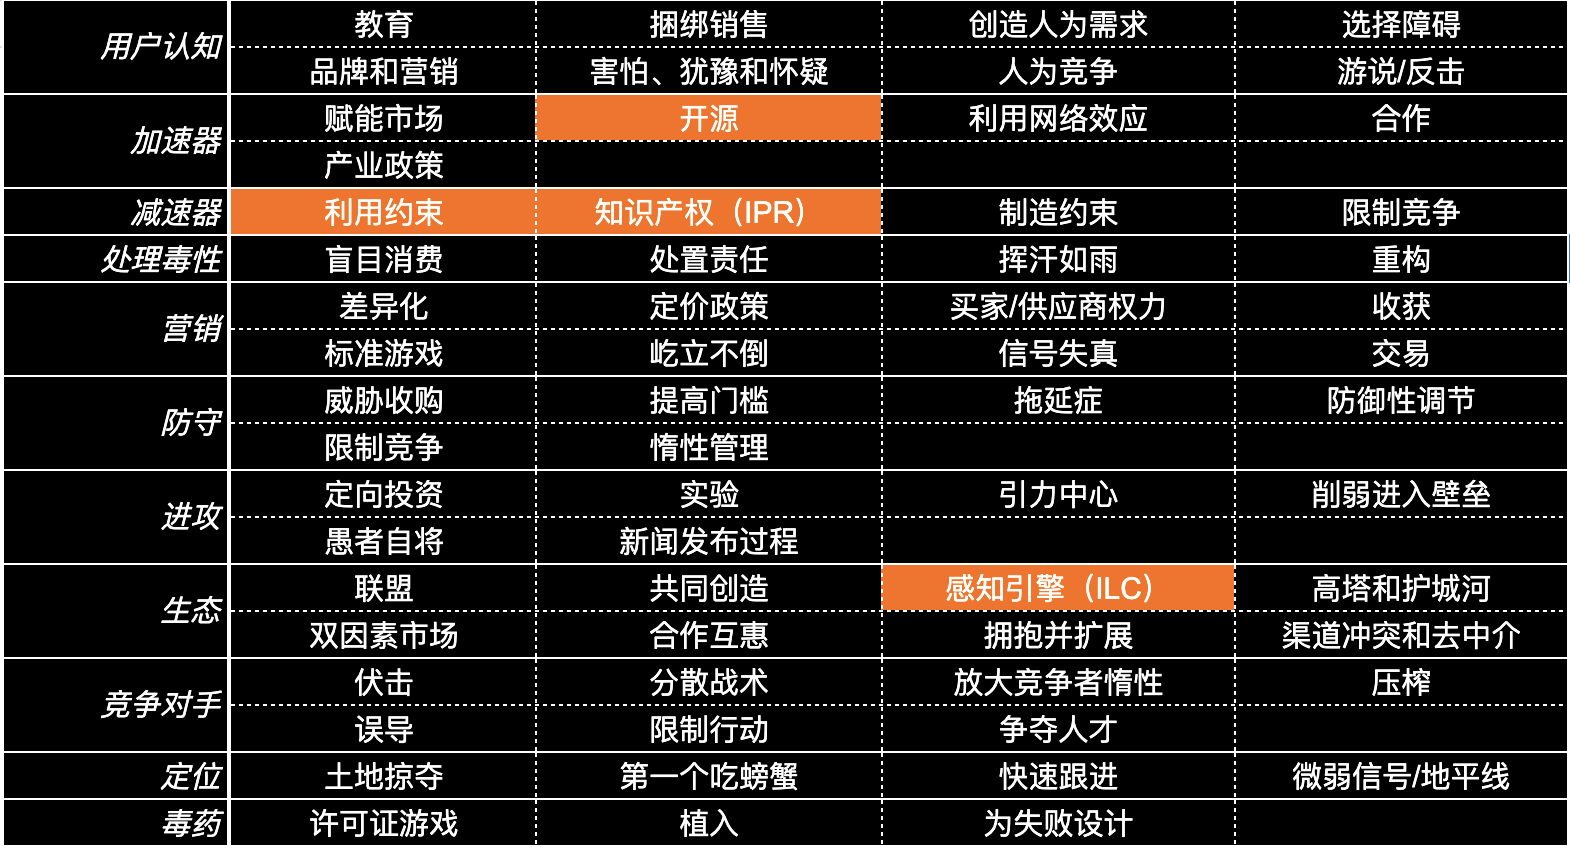 用户认知
教育 捆绑销售 创造人为需求 选择障碍
品牌和营销 害怕、犹豫和怀疑 人为竞争 游说/反击
加速器
赋能市场 开源 利用网络效应 合作
产业政策
减速器 利用约束 知识产权（IPR） 制造约束 限制竞争
处理毒性 盲目消费 处置责任 挥汗如雨 重构
营销
差异化 定价政策 买家/供应商权力 收获
标准游戏 屹立不倒 信号失真 交易
防守
威胁收购 提高门槛 拖延症 防御性调节
限制竞争 惰性管理
进攻
定向投资 实验 引力中心 削弱进入壁垒
愚者自将 新闻发布过程
生态
联盟 共同创造 感知引擎（ILC） 高塔和护城河
双因素市场 合作互惠 拥抱并扩展 渠道冲突和去中介
竞争对手
伏击 分散战术 放大竞争者惰性 压榨
误导 限制行动 争夺人才
定位 土地掠夺 第一个吃螃蟹 快速跟进 微弱信号/地平线
毒药 许可证游戏 植入 为失败设计